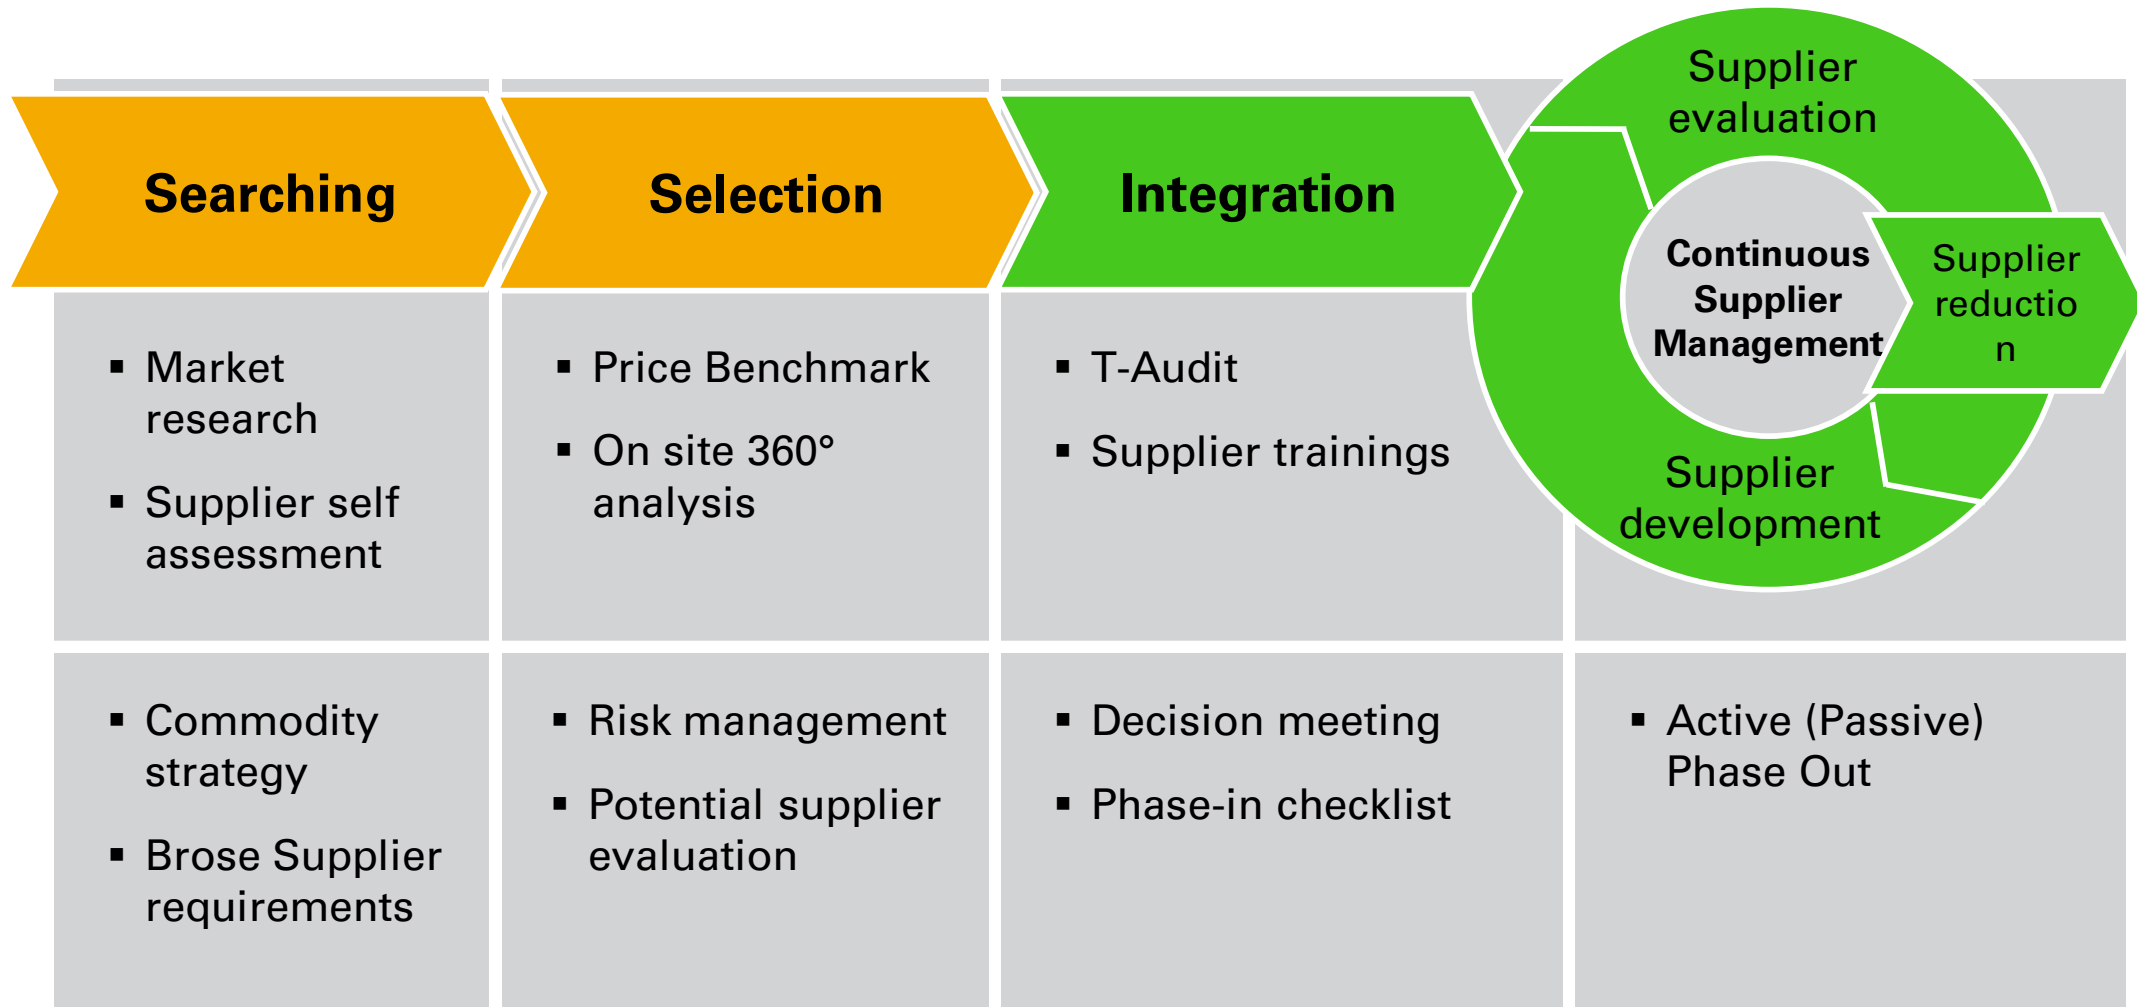 Searching
Selection
Integration
Supplier
evaluation
Continuous
Supplier
Management
Supplier
reductio
n
Supplier
development
▪ Market
research
▪ Supplier self
assessment
▪ Price Benchmark
▪ On site 360°
analysis
▪ T-Audit
▪ Supplier trainings
▪ Commodity
strategy
▪ Brose Supplier
requirements
▪ Risk management
▪ Potential supplier
evaluation
▪ Decision meeting
▪ Phase-in checklist
▪ Active (Passive)
Phase Out